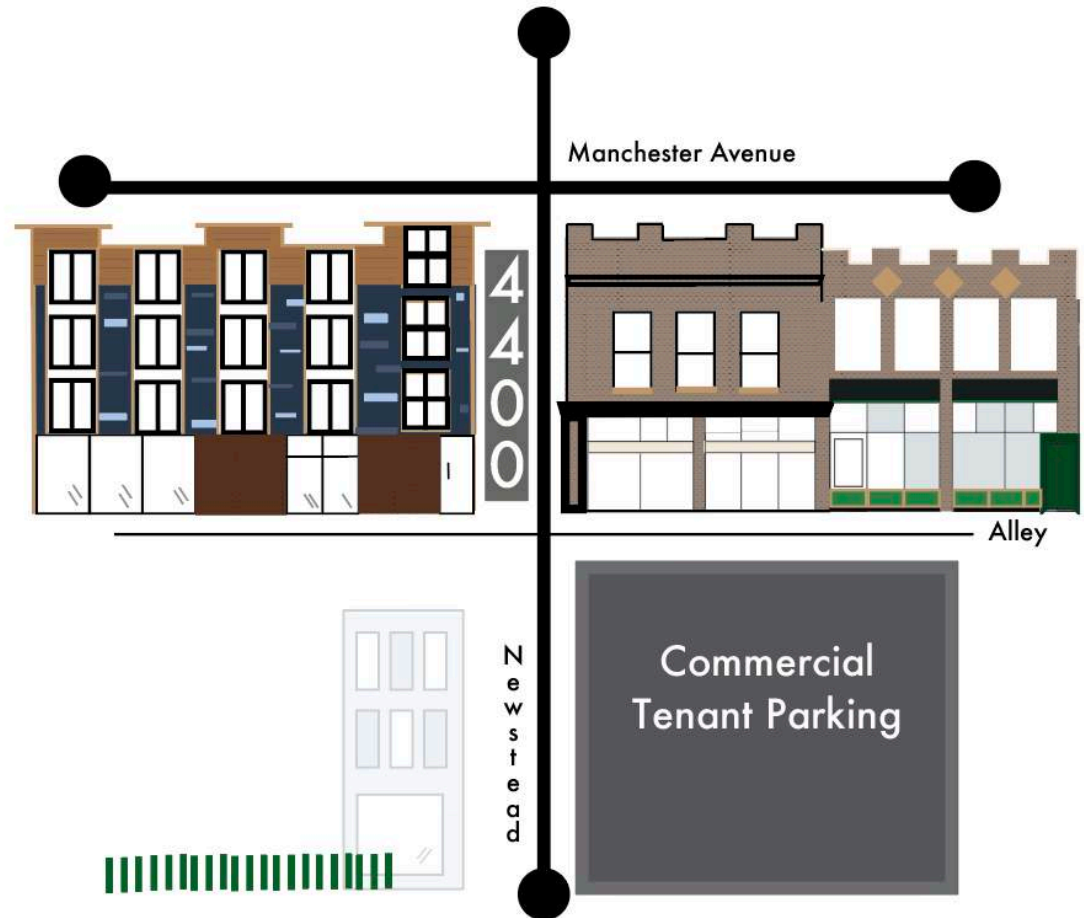 Manchester Avenue
4400
Alley
Newstead
Commercial
Tenant Parking